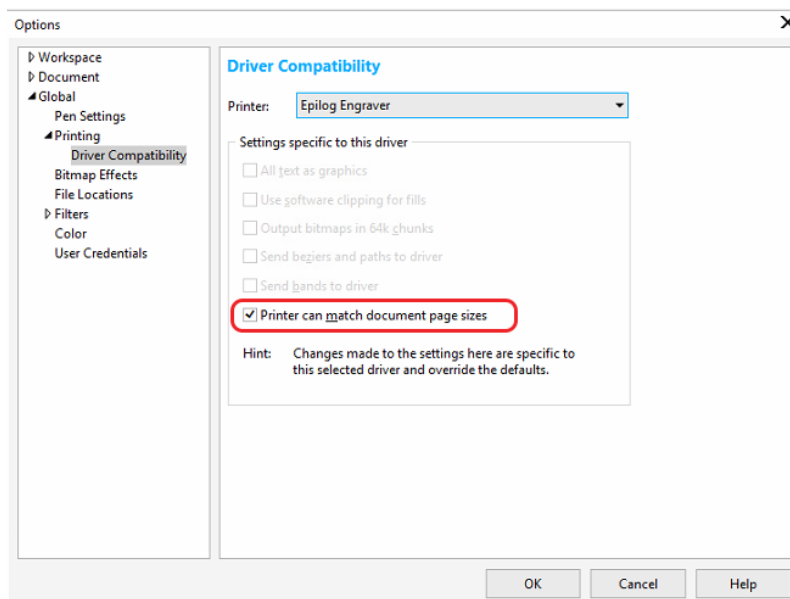 Options
Workspace
Document
Global
Pen Settings
Printing
Driver Compatibility
Bitmap Effects
File Locations
Filters
Color
User Credentials
Driver Compatibility
Printer: Epilog Engraver
Settings specific to this driver
All text as graphics
Use software clipping for fills
Output bitmaps in 64k chunks
Send beziers and paths to driver
Send bands to driver
Printer can match document page sizes
Hint: Changes made to the settings here are specific to
this selected driver and override the defaults.
OK Cancel Help